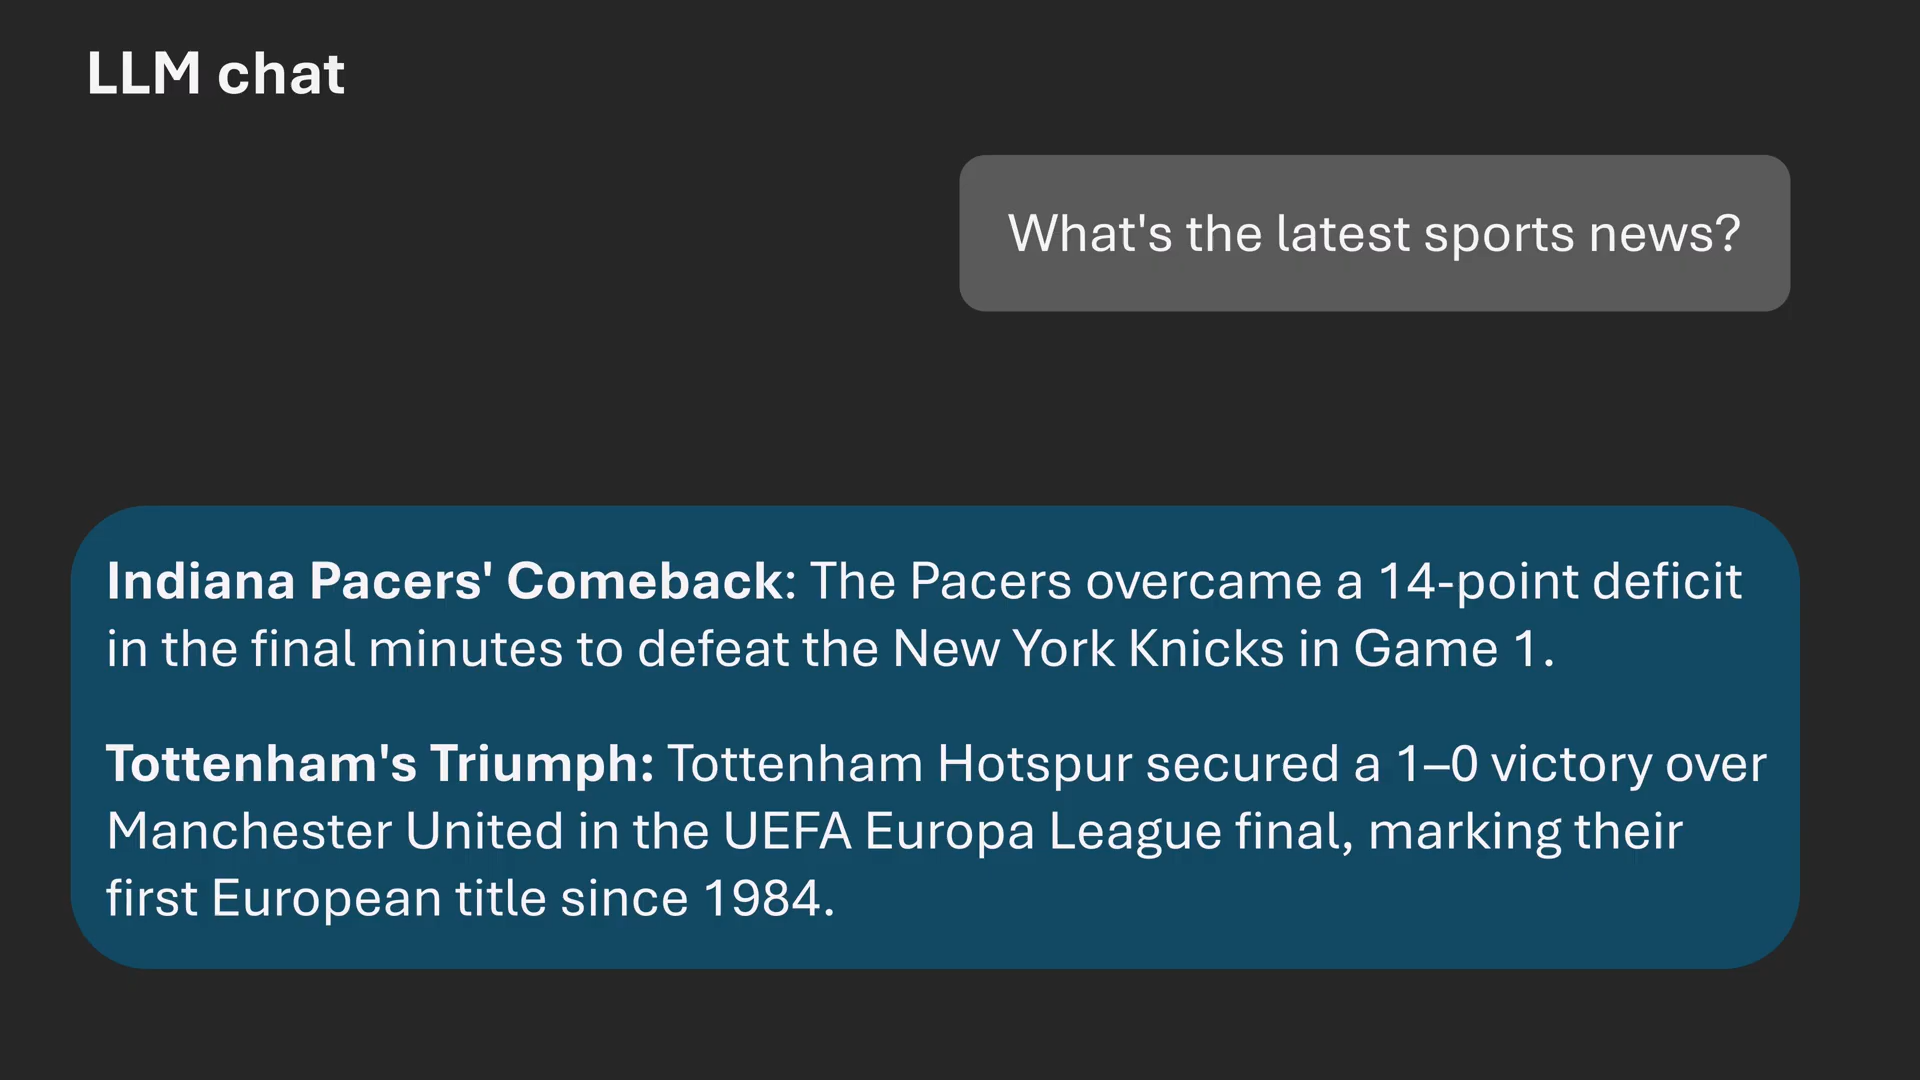 LLM chat
What's the latest sports news?
Indiana Pacers' Comeback: The Pacers overcame a 14-point deficit
in the final minutes to defeat the New York Knicks in Game 1.
Tottenham's Triumph: Tottenham Hotspur secured a 1–0 victory over
Manchester United in the UEFA Europa League final, marking their
first European title since 1984.